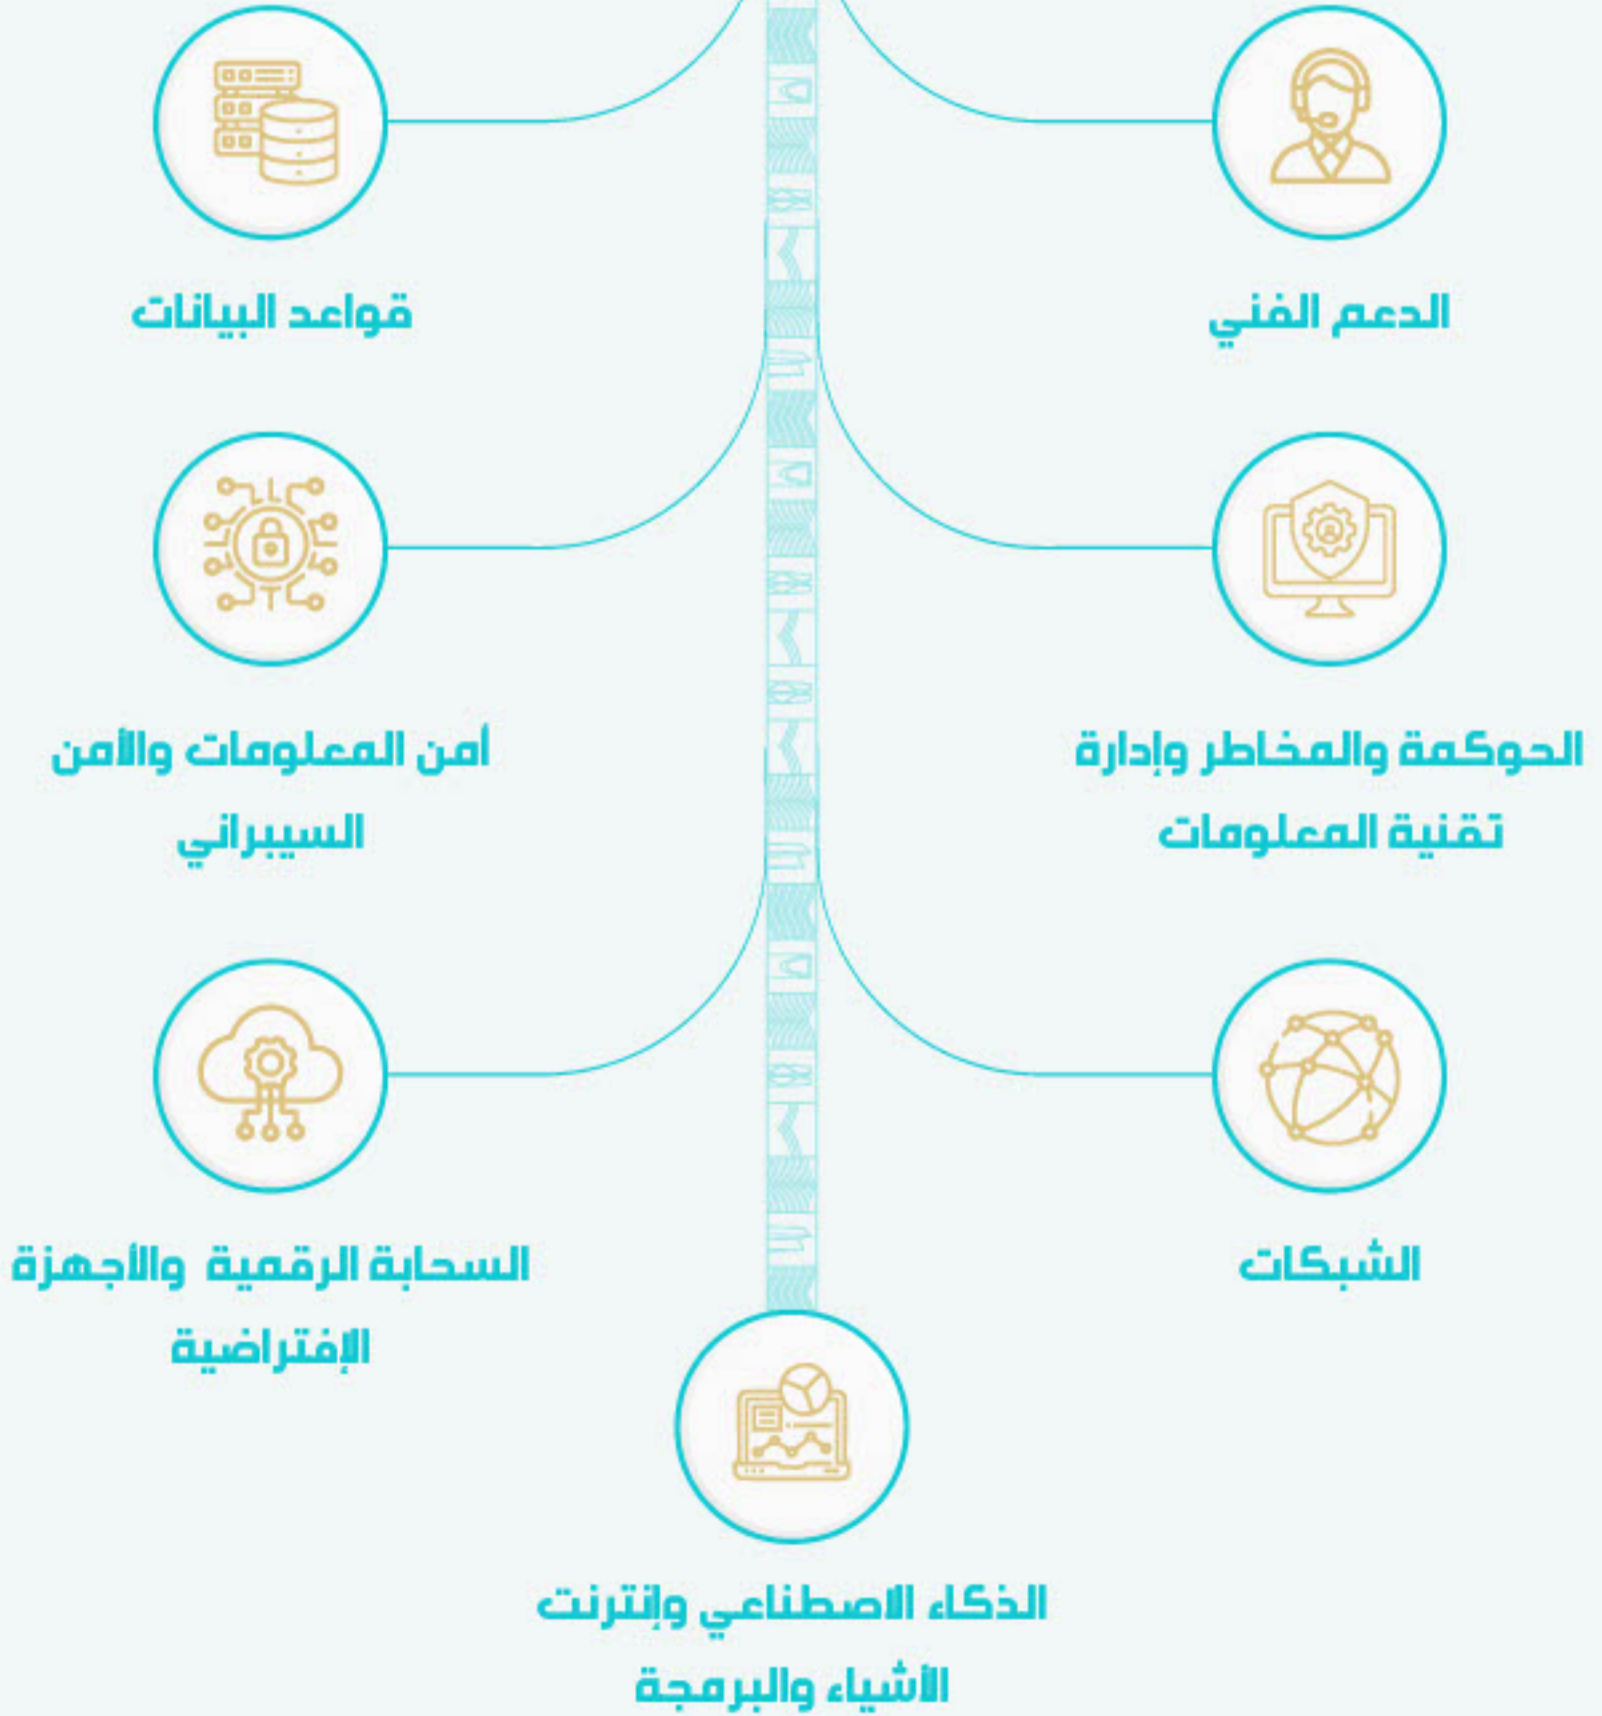 الدعم الفني
قواعد البيانات
الحوكمة والمخاطر وإدارة
تقنية المعلومات
أمن المعلومات والأمن
السيبراني
الشبكات
السحابة الرقمية والأجهزة
الإفتراضية
الذكاء الاصطناعي وإنترنت
الأشياء والبرمجة